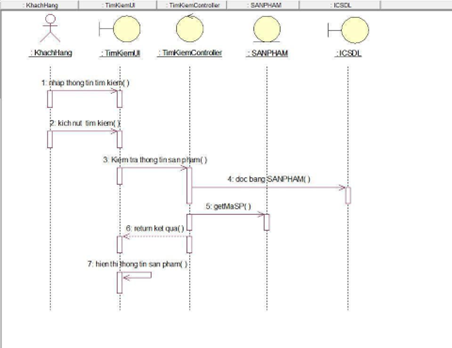 : KhachHang
: TimKiemUI
: TimKiemController
: SANPHAM
: ICSDL
: KhachHang
: TimKiemUI
: TimKiemController
: SANPHAM
: ICSDL
1: nhap thong tin tim kiem( )
2: kich nut tim kiem( )
3: Kiem tra thong tin san pham( )
4: doc bang SANPHAM( )
5: getMaSP( )
6: return ket qua( )
7: hien thi thong tin san pham( )